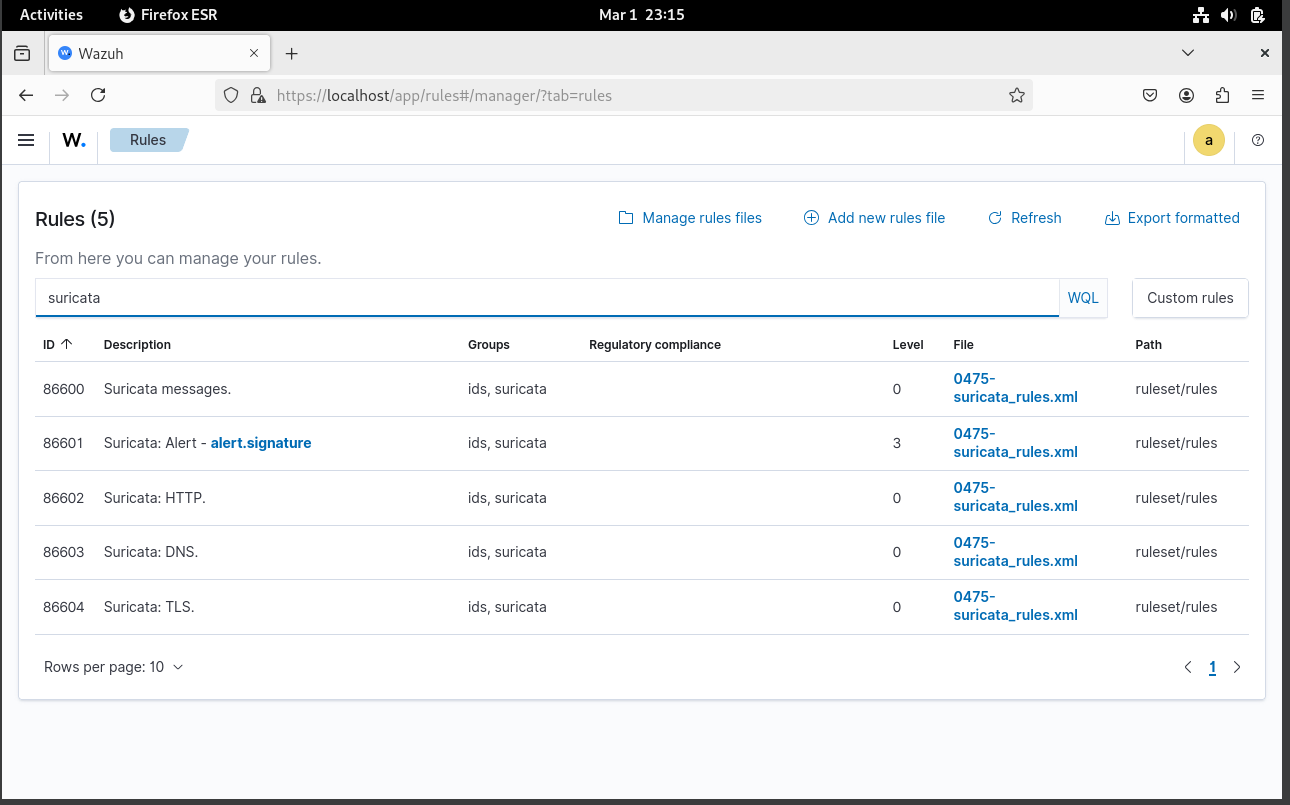 Activities Firefox ESR Mar 1 23:15
Wazuh
https://localhost/app/rules#/manager/?tab=rules
W. Rules a
Rules (5) Manage rules files Add new rules file Refresh Export formatted
From here you can manage your rules.
suricata WQL Custom rules
ID Description Groups Regulatory compliance Level File Path
86600 Suricata messages. ids, suricata 0 0475-
suricata_rules.xml ruleset/rules
86601 Suricata: Alert - alert.signature ids, suricata 3 0475-
suricata_rules.xml ruleset/rules
86602 Suricata: HTTP. ids, suricata 0 0475-
suricata_rules.xml ruleset/rules
86603 Suricata: DNS. ids, suricata 0 0475-
suricata_rules.xml ruleset/rules
86604 Suricata: TLS. ids, suricata 0 0475-
suricata_rules.xml ruleset/rules
Rows per page: 10 1